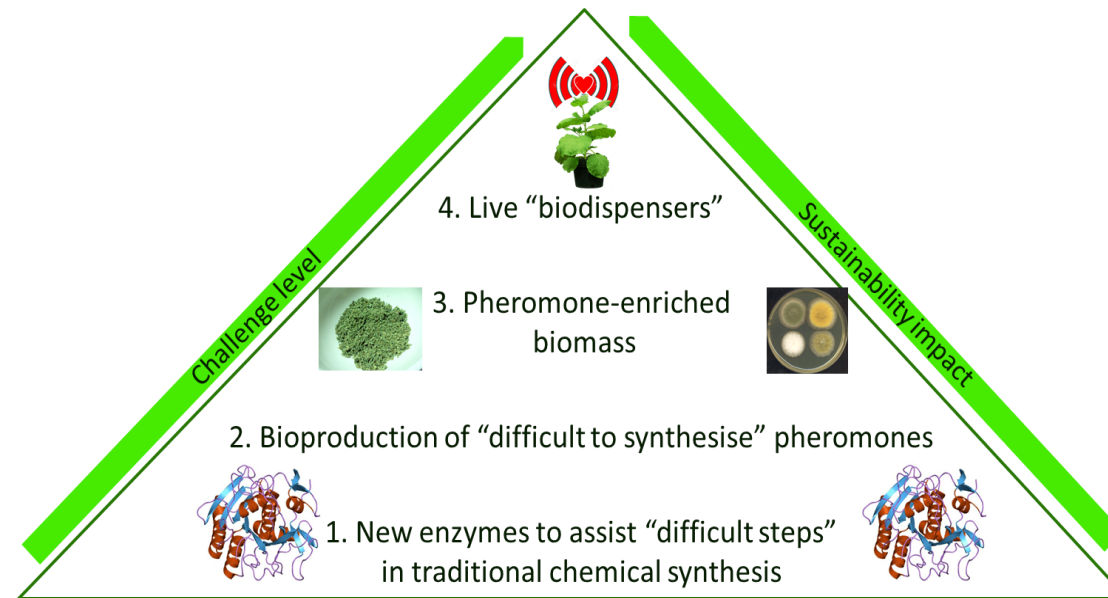 4. Live “biodispensers”
Challenge level
Sustainability impact
3. Pheromone-enriched
biomass
2. Bioproduction of “difficult to synthesise” pheromones
1. New enzymes to assist “difficult steps”
in traditional chemical synthesis